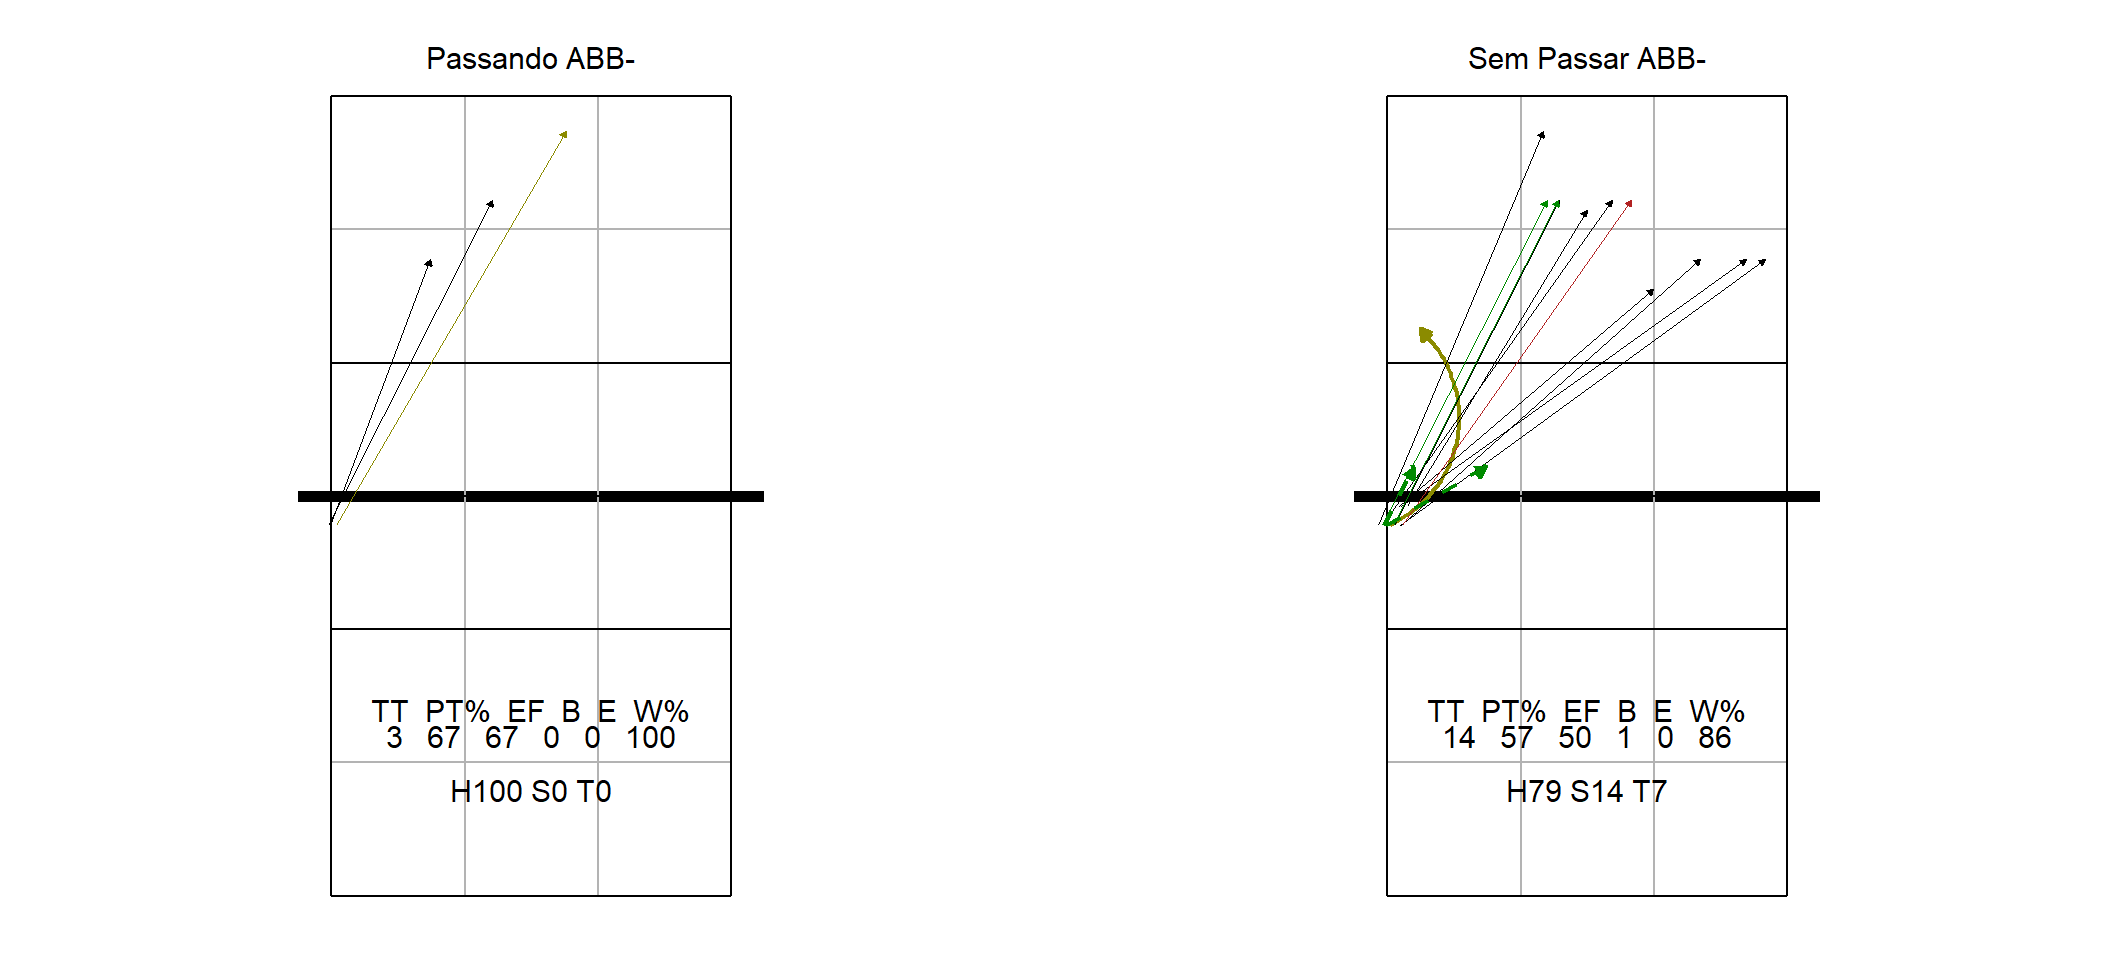 Passando ABB-
TT PT% EF B E W%
3 67 67 0 0 100
H100 S0 T0
Sem Passar ABB-
TT PT% EF B E W%
14 57 50 1 0 86
H79 S14 T7